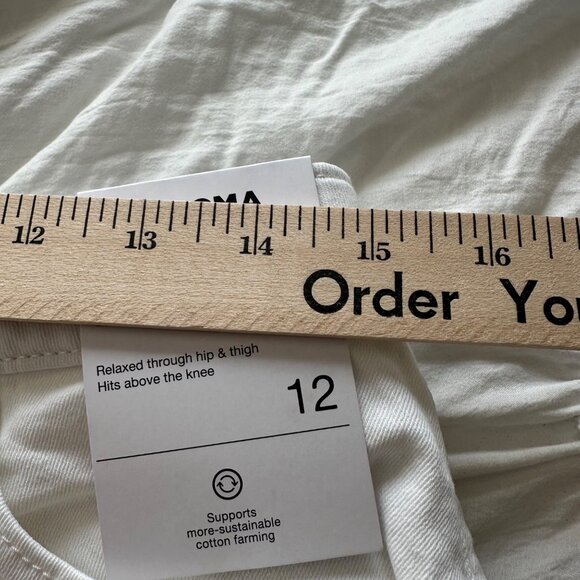 12 13 14 15 16
Order You
Relaxed through hip & thigh
Hits above the knee
12
Supports
more-sustainable
cotton farming